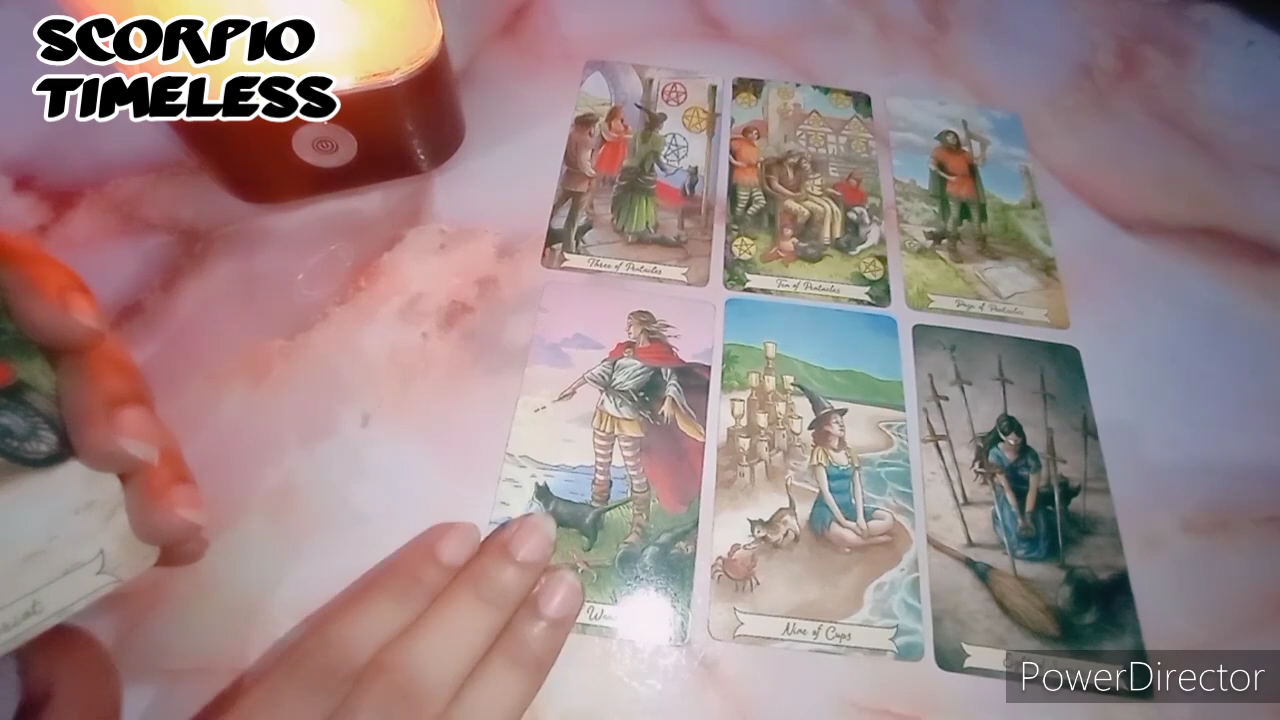 SCORPIO
TIMELESS
Three of Pentacles
Ten of Pentacles
Page of Pentacles
Nine of Cups
PowerDirector